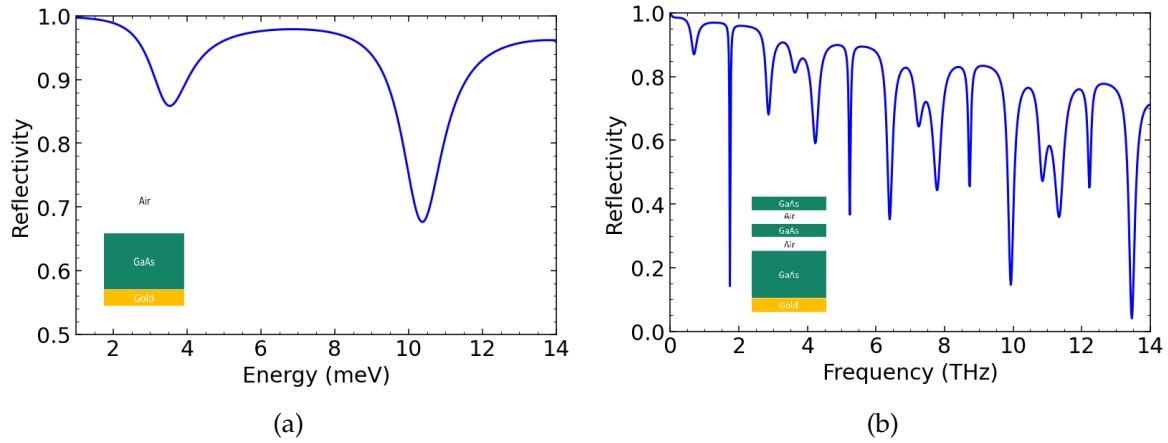 1.0
0.9
0.8
0.7
0.6
0.5
2
4
6
8
10
12
14
Reflectivity
Energy (meV)
Air
GaAs
Gold
(a)
1.0
0.8
0.6
0.4
0.2
0.0
0
2
4
6
8
10
12
14
Reflectivity
Frequency (THz)
GaAs
Air
GaAs
Air
GaAs
Gold
(b)